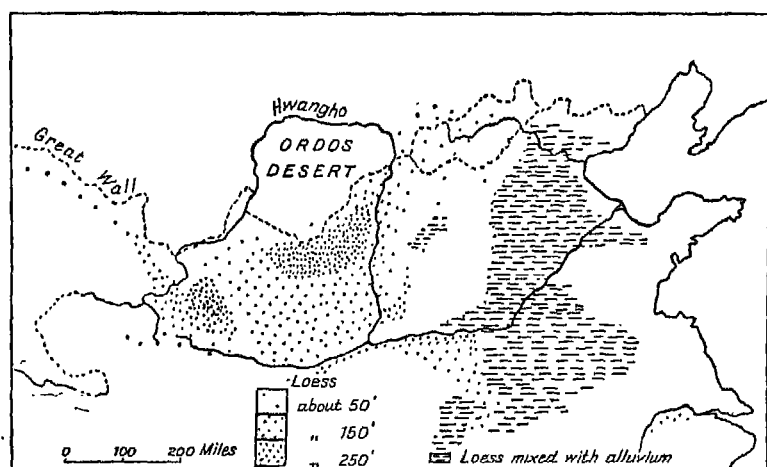 Hwangho
ORDOS
DESERT
Great Wall
Loess
about 50'
" 150'
" 250'
0 100 200 Miles
Loess mixed with alluvium